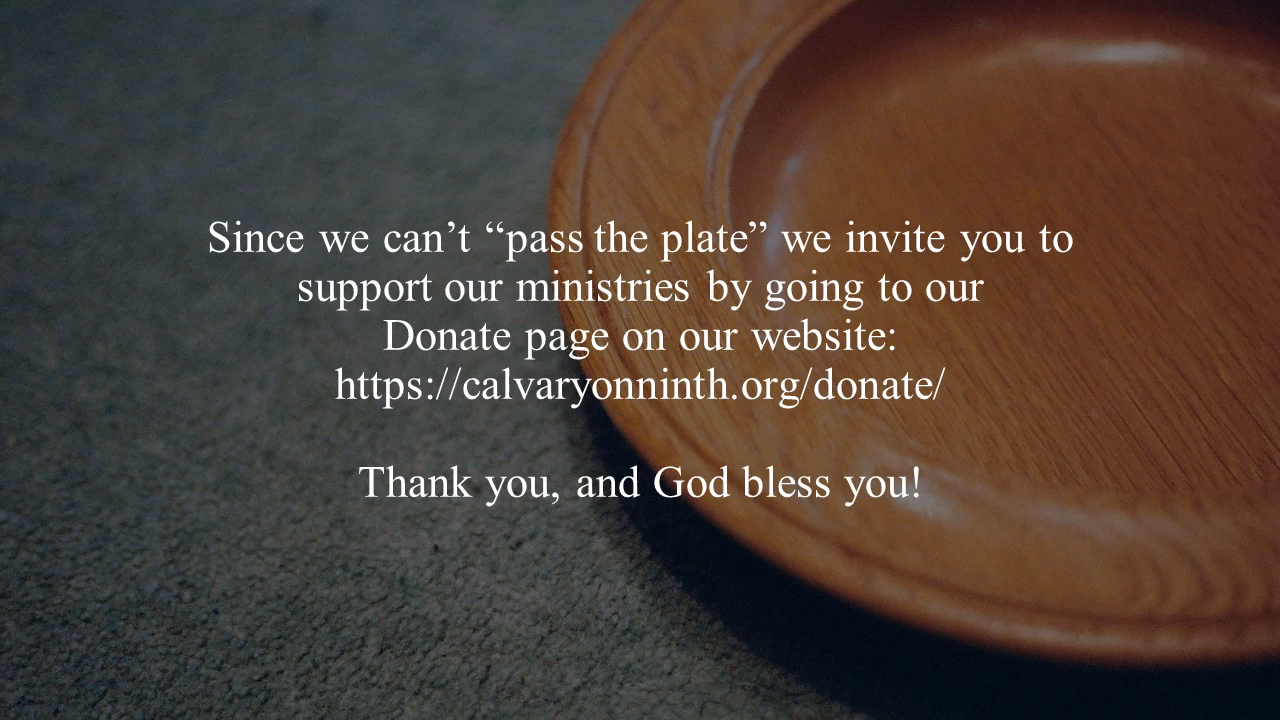 Since we can’t “pass the plate” we invite you to
support our ministries by going to our
Donate page on our website:
https://calvaryonninth.org/donate/
Thank you, and God bless you!